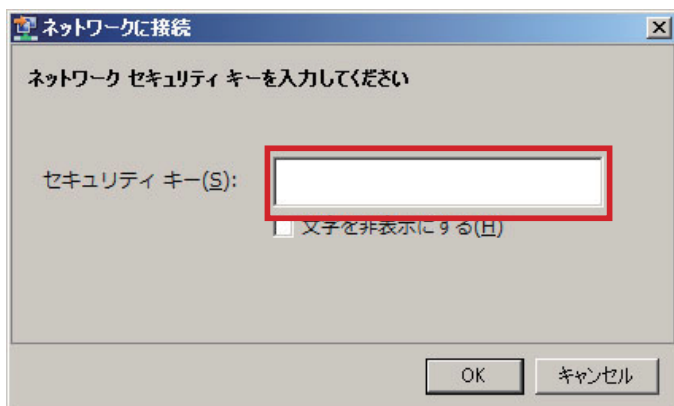 ネットワークに接続
ネットワーク セキュリティ キーを入力してください
セキュリティ キー(S):
文字を非表示にする(H)
OK
キャンセル